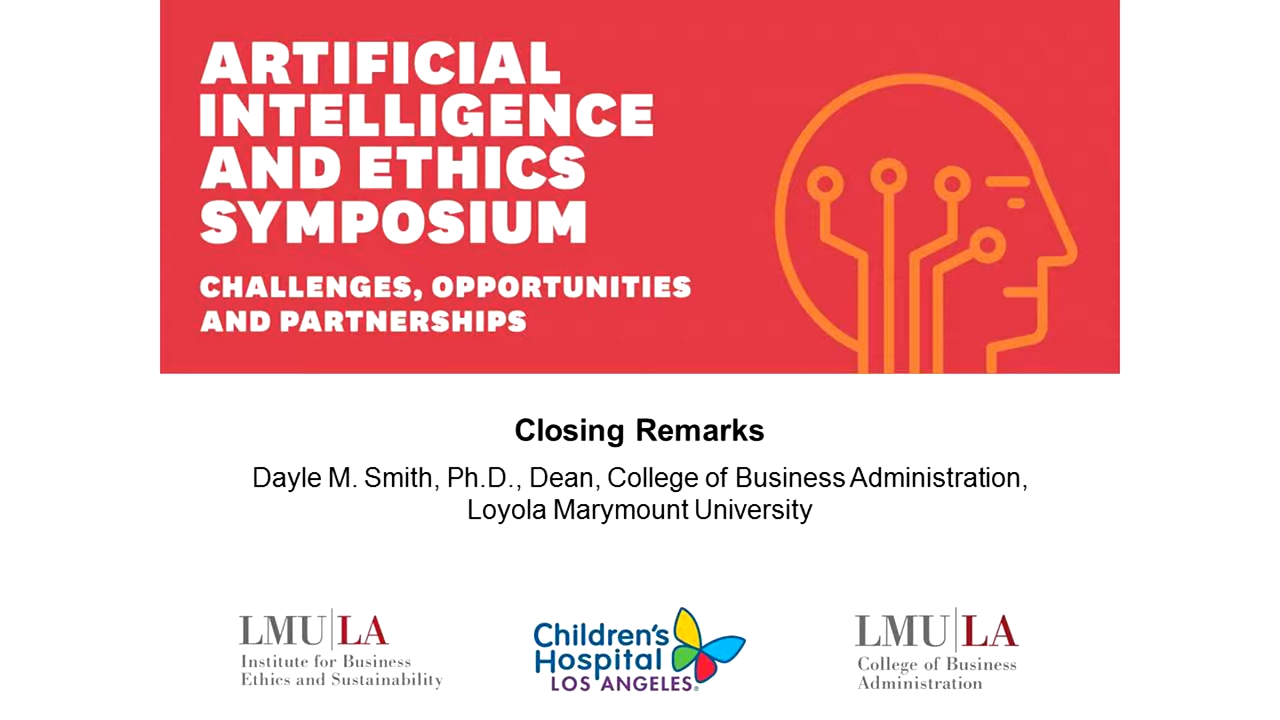 ARTIFICIAL
INTELLIGENCE
AND ETHICS
SYMPOSIUM
CHALLENGES, OPPORTUNITIES
AND PARTNERSHIPS
Closing Remarks
Dayle M. Smith, Ph.D., Dean, College of Business Administration,
Loyola Marymount University
LMU|LA
Institute for Business
Ethics and Sustainability
Children's
Hospital
LOS ANGELES®
LMU|LA
College of Business
Administration